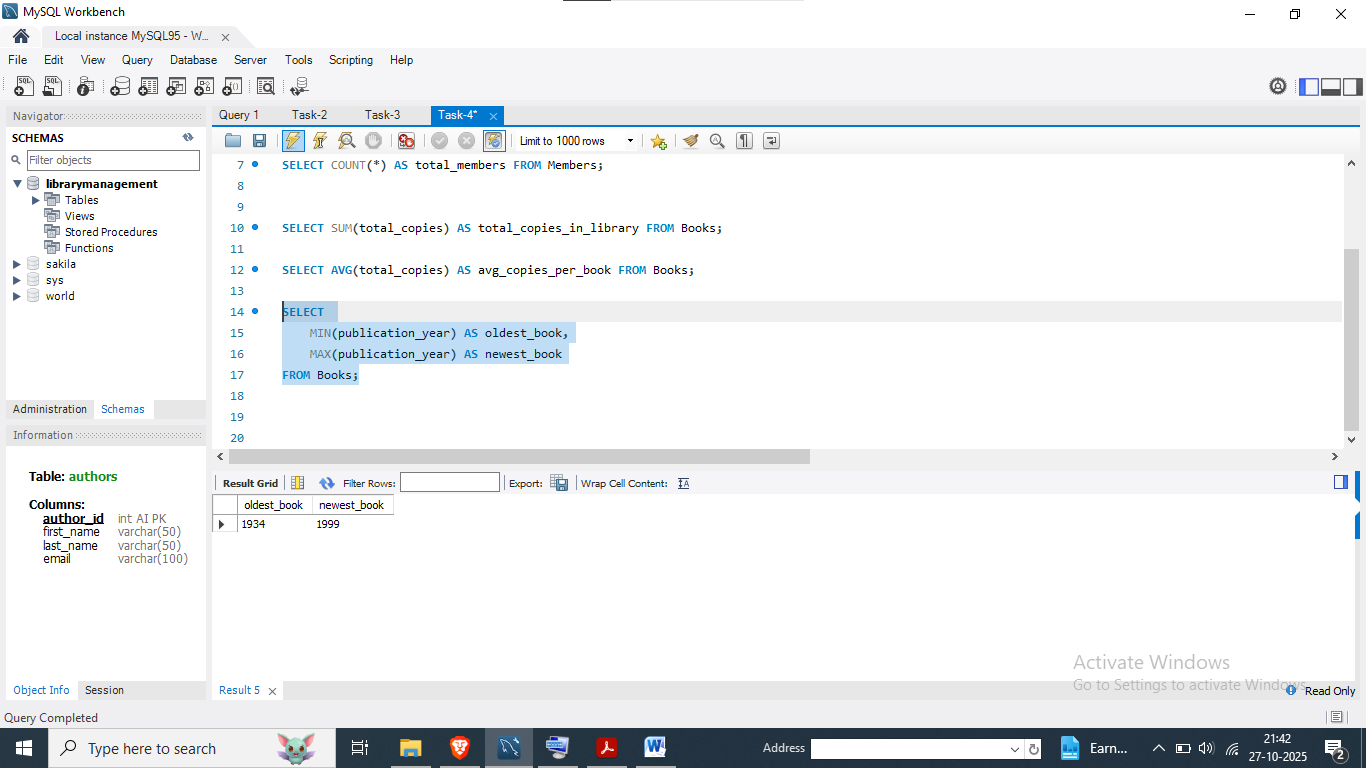 MySQL Workbench
Local instance MySQL95 - W...
File Edit View Query Database Server Tools Scripting Help
Navigator
Query 1 Task-2 Task-3 Task-4*
SCHEMAS
Limit to 1000 rows
Filter objects
librarymanagement
Tables
Views
Stored Procedures
Functions
sakila
sys
world
7 SELECT COUNT(*) AS total_members FROM Members;
8
9
10 SELECT SUM(total_copies) AS total_copies_in_library FROM Books;
11
12 SELECT AVG(total_copies) AS avg_copies_per_book FROM Books;
13
14 SELECT
15 MIN(publication_year) AS oldest_book,
16 MAX(publication_year) AS newest_book
17 FROM Books;
18
19
20
Administration Schemas
Information
Table: authors
Columns:
author_id int AI PK
first_name varchar(50)
last_name varchar(50)
email varchar(100)
Result Grid Filter Rows: Export: Wrap Cell Content:
oldest_book newest_book
1934 1999
Activate Windows
Go to Settings to activate Windows.
Object Info Session
Result 5
Read Only
Query Completed
Type here to search
Address
Earn...
21:42
27-10-2025
2